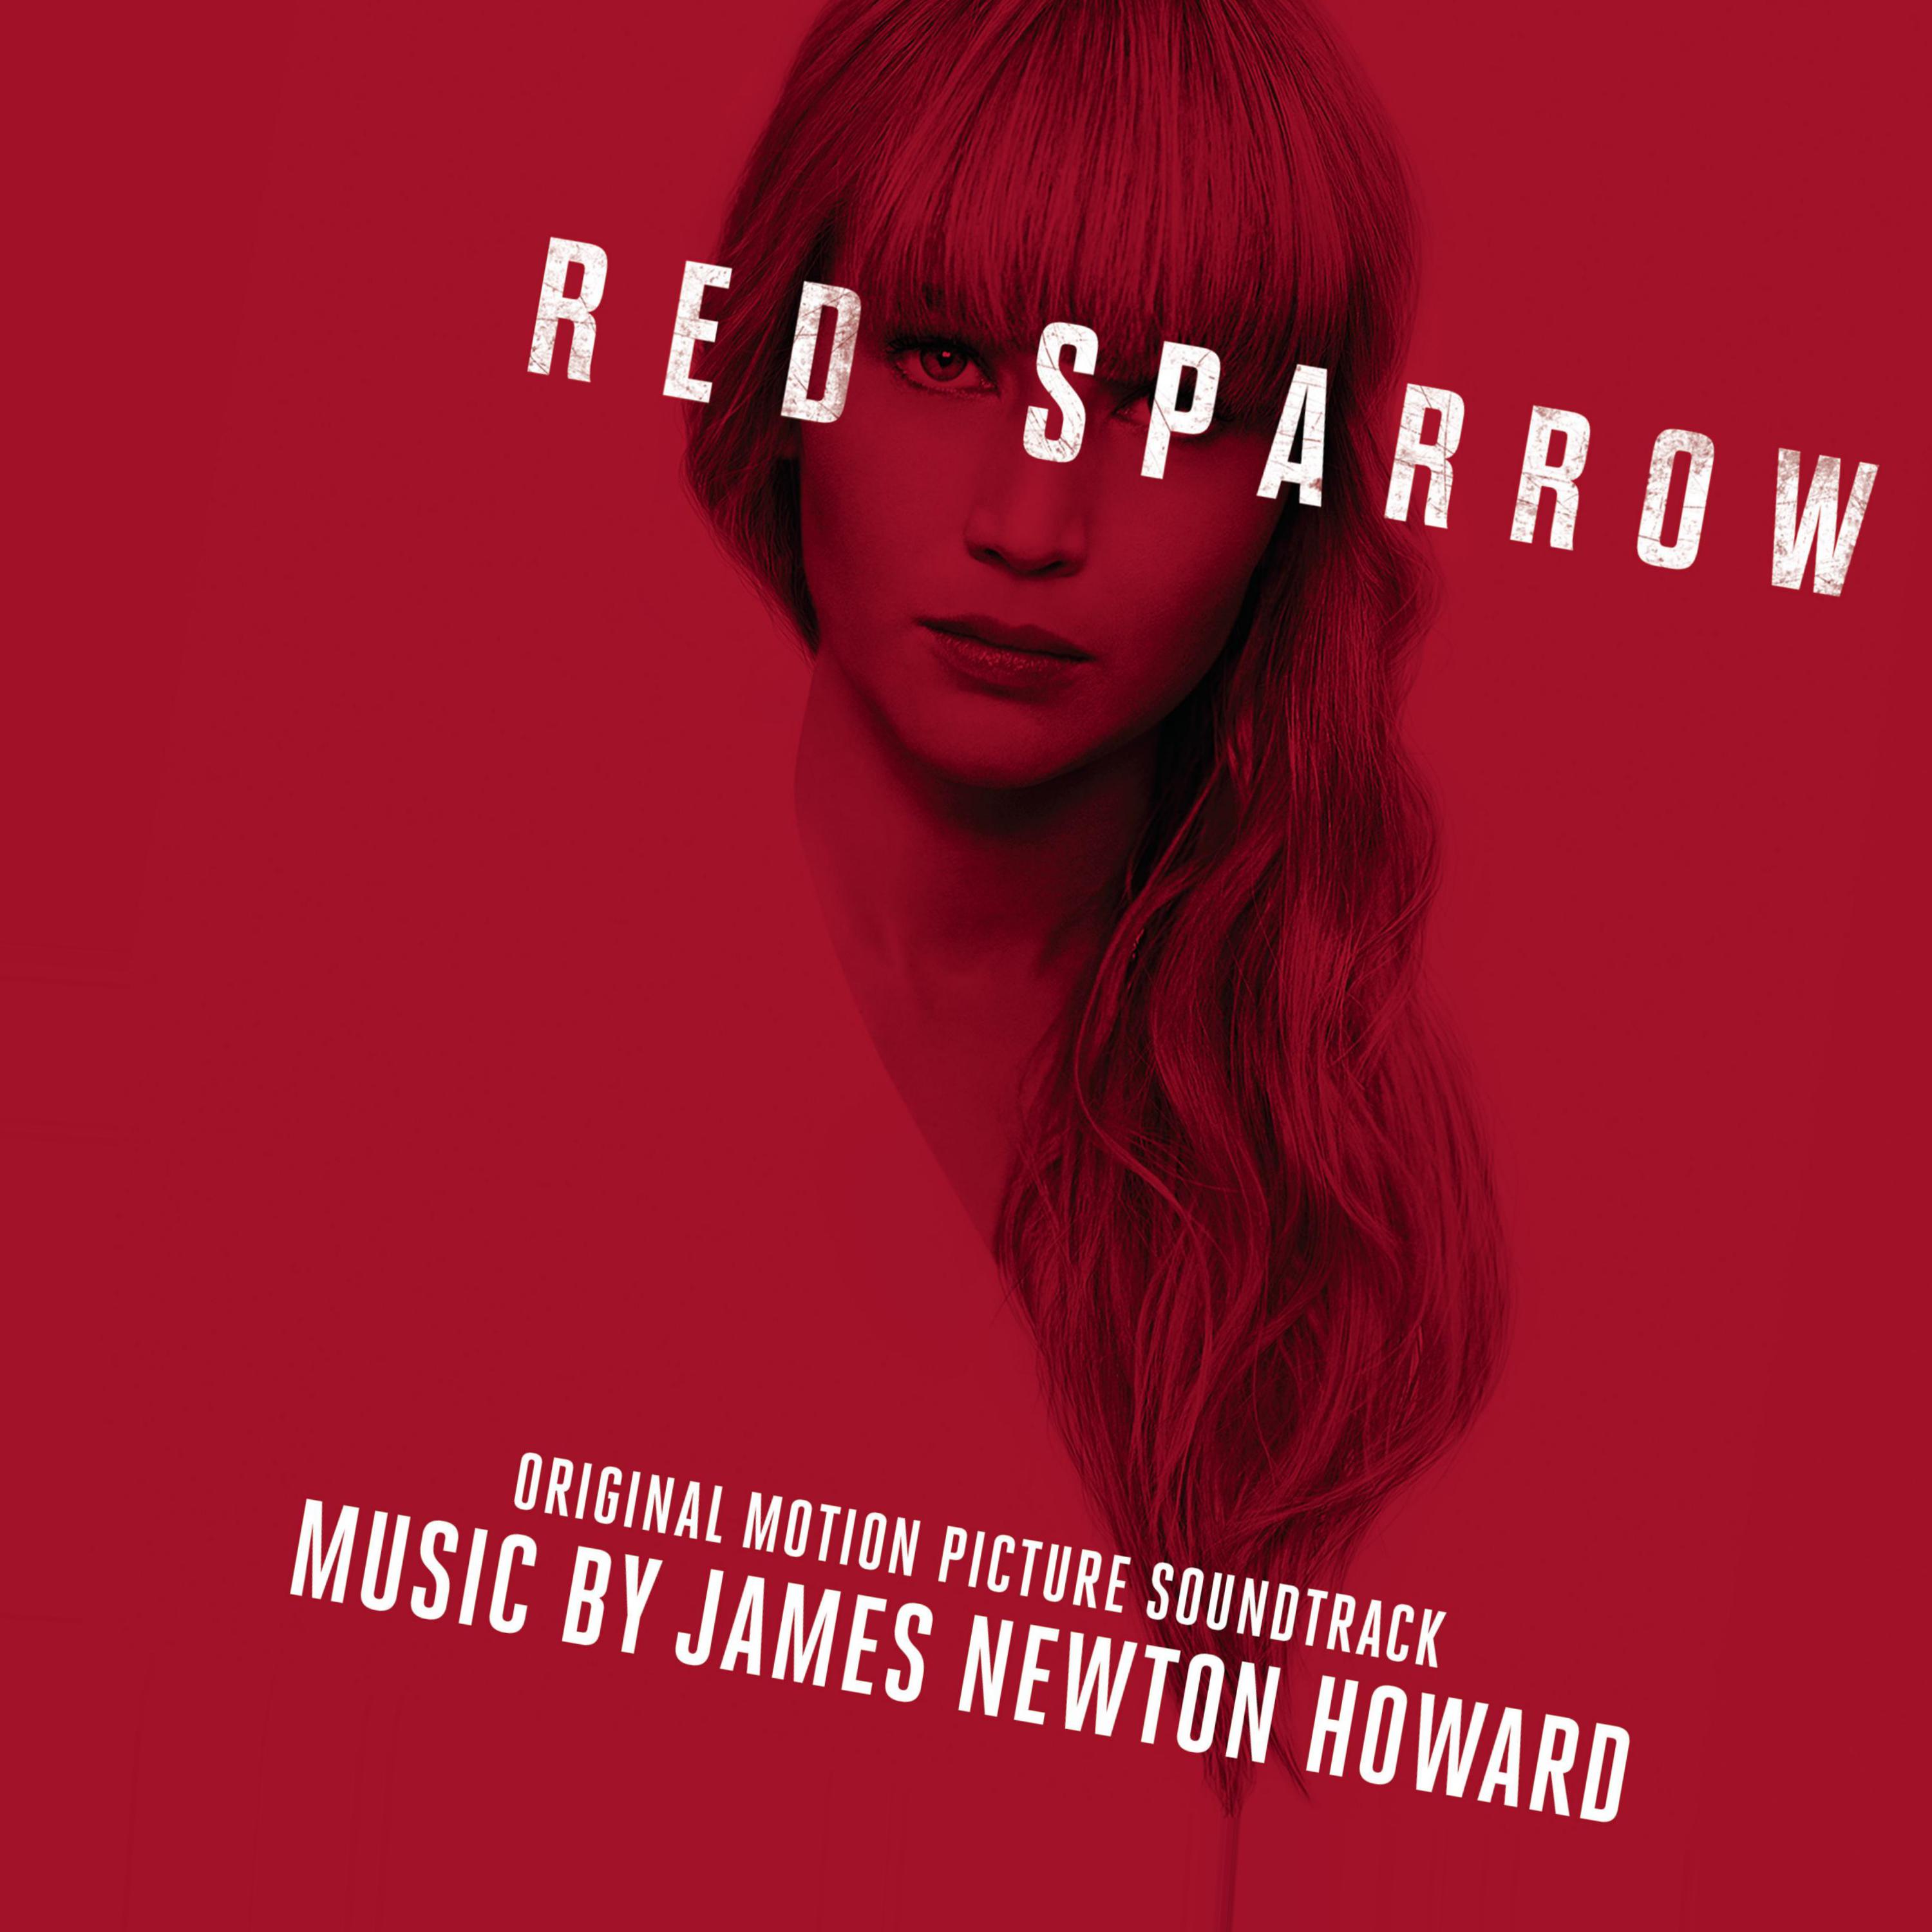 RED SPARROW
ORIGINAL MOTION PICTURE SOUNDTRACK
MUSIC BY JAMES NEWTON HOWARD